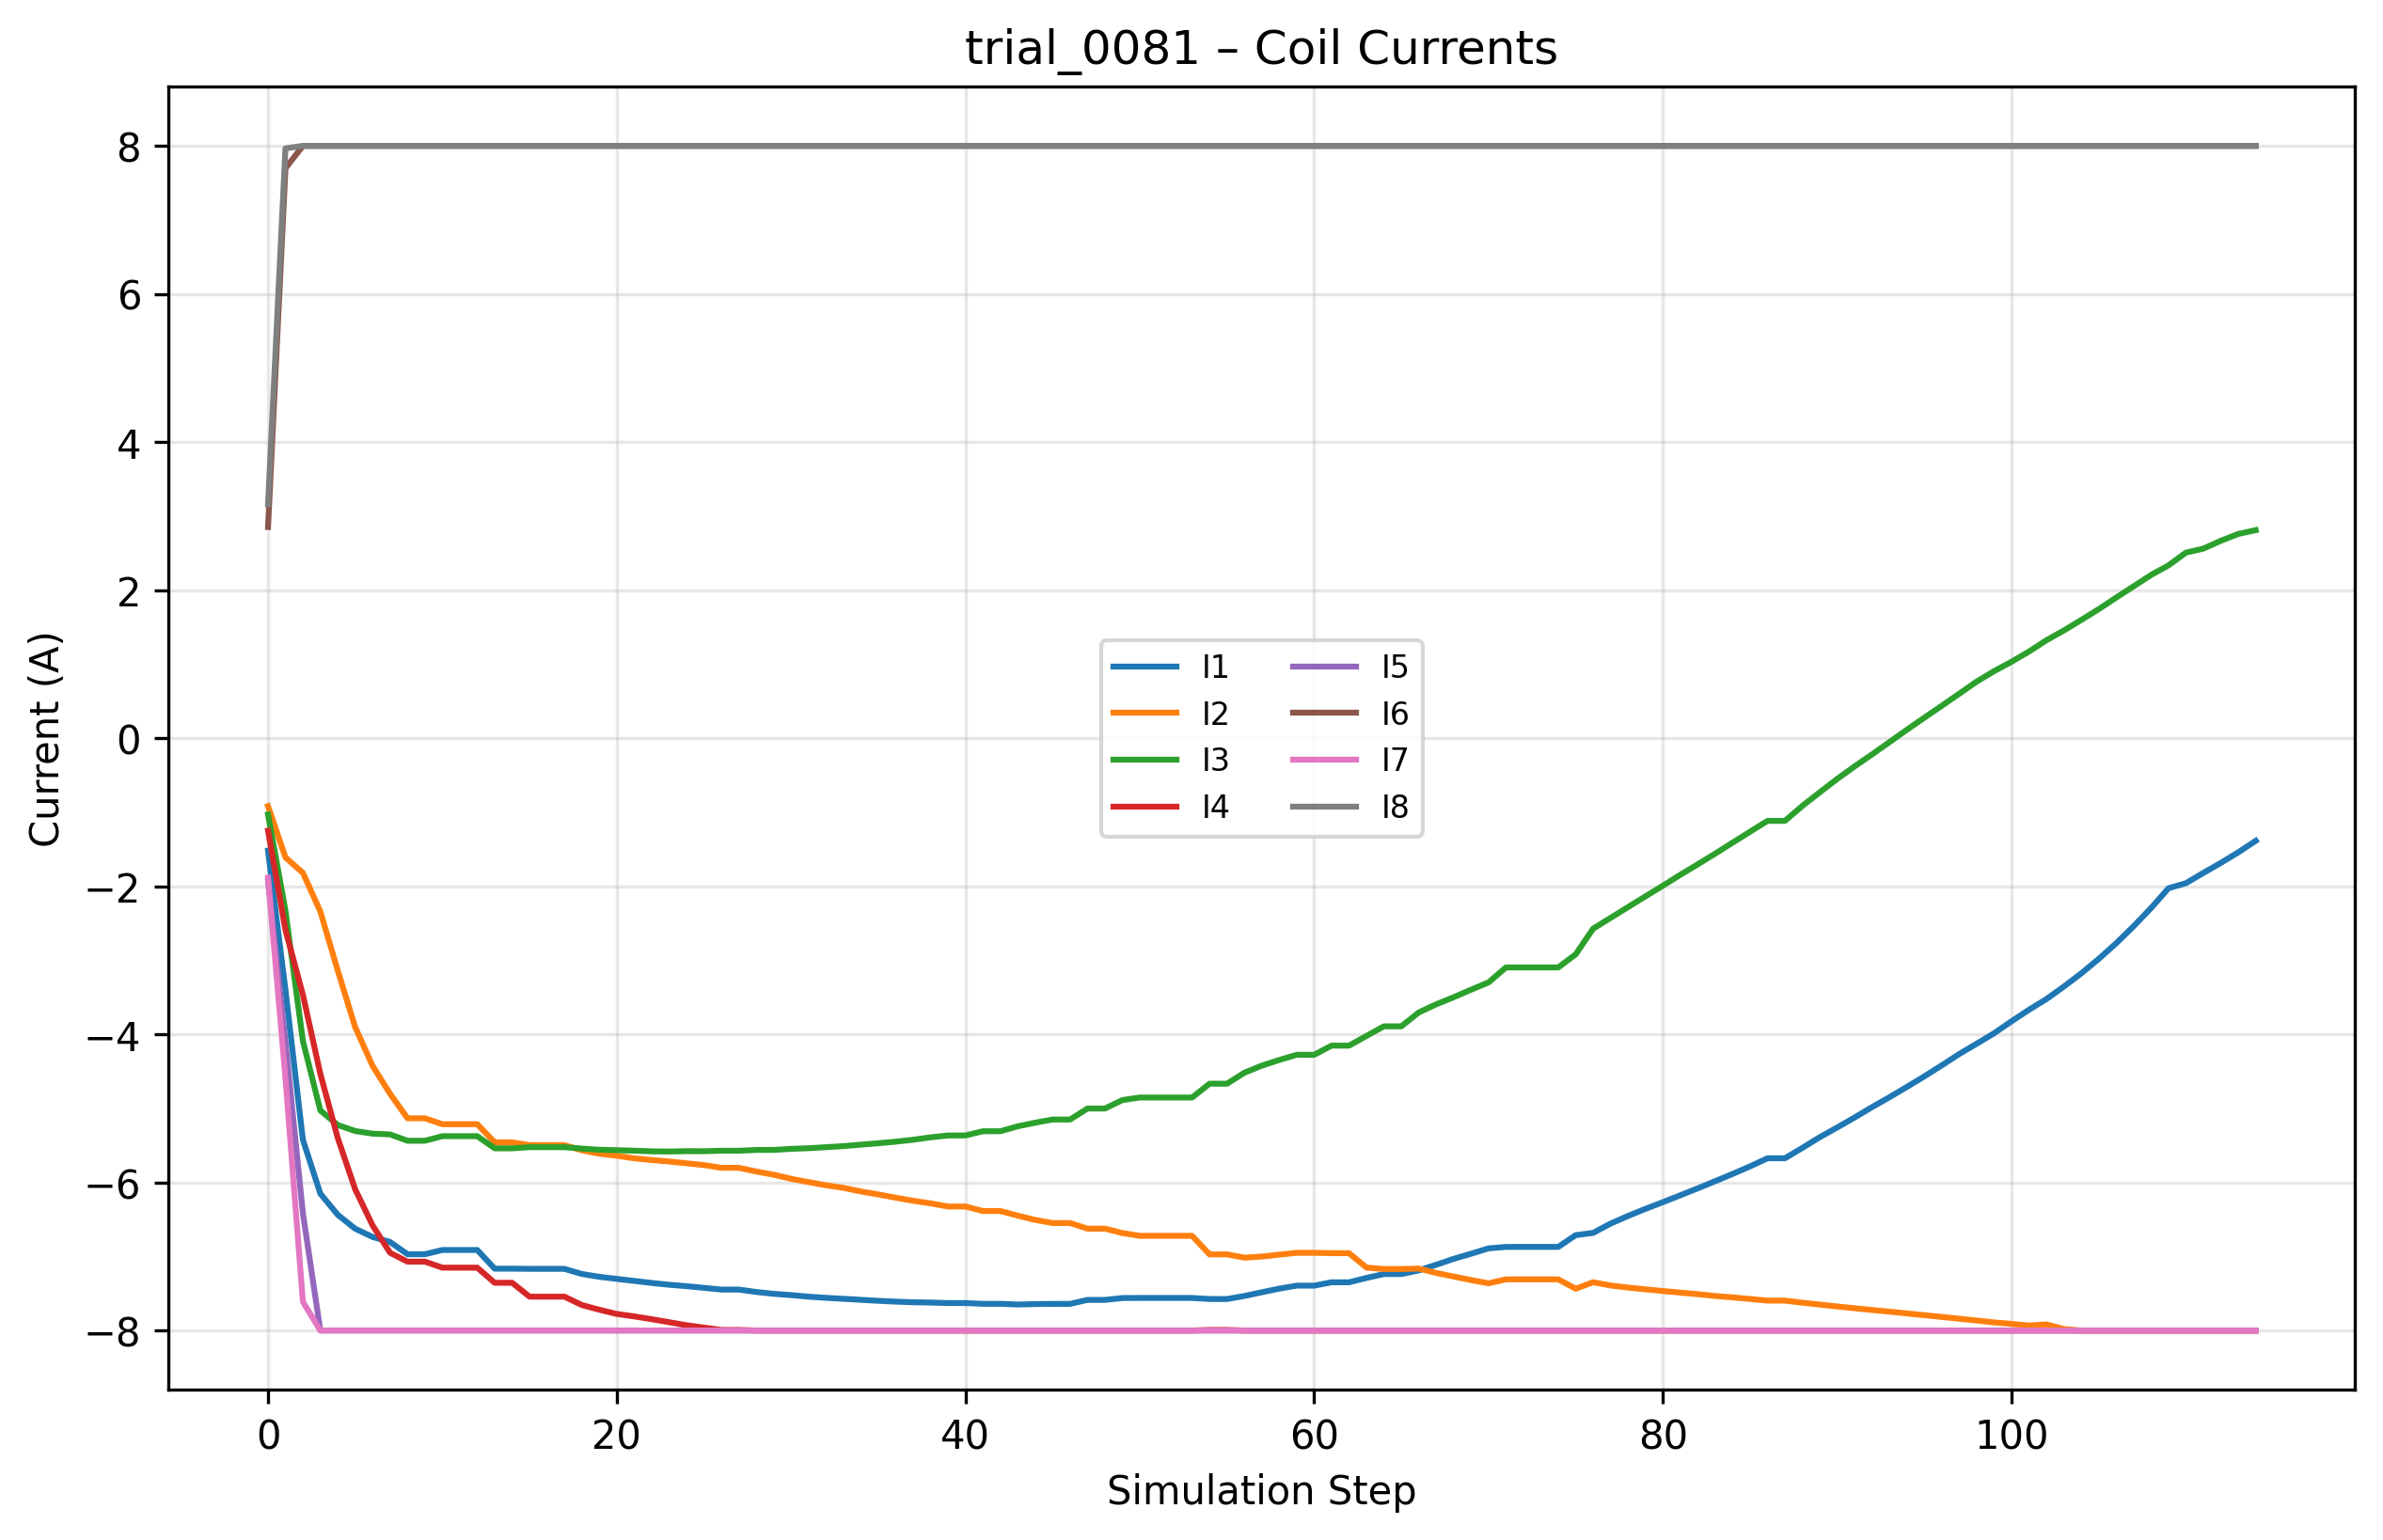 trial_0081 – Coil Currents
Current (A)
8
6
4
2
0
−2
−4
−6
−8
I1
I2
I3
I4
I5
I6
I7
I8
0
20
40
60
80
100
Simulation Step